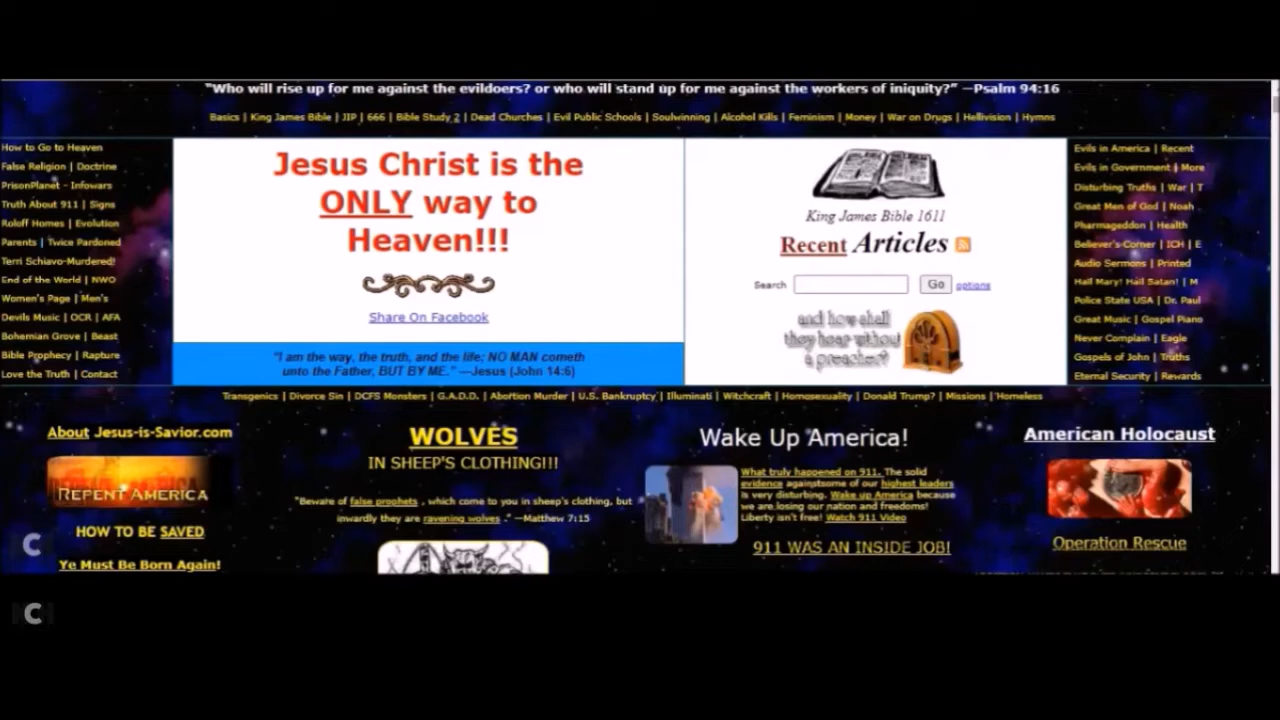 "Who will rise up for me against the evildoers? or who will stand up for me against the workers of iniquity?" —Psalm 94:16
Basics | King James Bible | JIP | 666 | Bible Study 2 | Dead Churches | Evil Public Schools | Soulwinning | Alcohol Kills | Feminism | Money | War on Drugs | Hellivision | Hymns
How to Go to Heaven
False Religion | Doctrine
PrisonPlanet - Infowars
Truth About 911 | Signs
Roloff Homes | Evolution
Parents | Twice Pardoned
Terri Schiavo-Murdered!
End of the World | NWO
Women's Page | Men's
Devils Music | OCR | AFA
Bohemian Grove | Beast
Bible Prophecy | Rapture
Love the Truth | Contact
Jesus Christ is the
ONLY way to
Heaven!!!
Share On Facebook
"I am the way, the truth, and the life; NO MAN cometh
unto the Father, BUT BY ME." —Jesus (John 14:6)
King James Bible 1611
Recent Articles
Search Go options
and how shall
they hear without
a preacher?
Evils in America | Recent
Evils in Government | More
Disturbing Truths | War | T
Great Men of God | Noah
Pharmageddon | Health
Believer's Corner | ICH | E
Audio Sermons | Printed
Hail Mary! Hail Satan! | M
Police State USA | Dr. Paul
Great Music | Gospel Piano
Never Complain | Eagle
Gospels of John | Truths
Eternal Security | Rewards
Transgenics | Divorce Sin | DCFS Monsters | G.A.D.D. | Abortion Murder | U.S. Bankruptcy | Illuminati | Witchcraft | Homosexuality | Donald Trump? | Missions | Homeless
About Jesus-is-Savior.com
REPENT AMERICA
HOW TO BE SAVED
Ye Must Be Born Again!
WOLVES
IN SHEEP'S CLOTHING!!!
"Beware of false prophets , which come to you in sheep's clothing, but
inwardly they are ravening wolves ." —Matthew 7:15
Wake Up America!
What truly happened on 911. The solid
evidence againstsome of our highest leaders
is very disturbing. Wake up America because
we are losing our nation and freedoms!
Liberty isn't free! Watch 911 Video
911 WAS AN INSIDE JOB!
American Holocaust
Operation Rescue
C
C